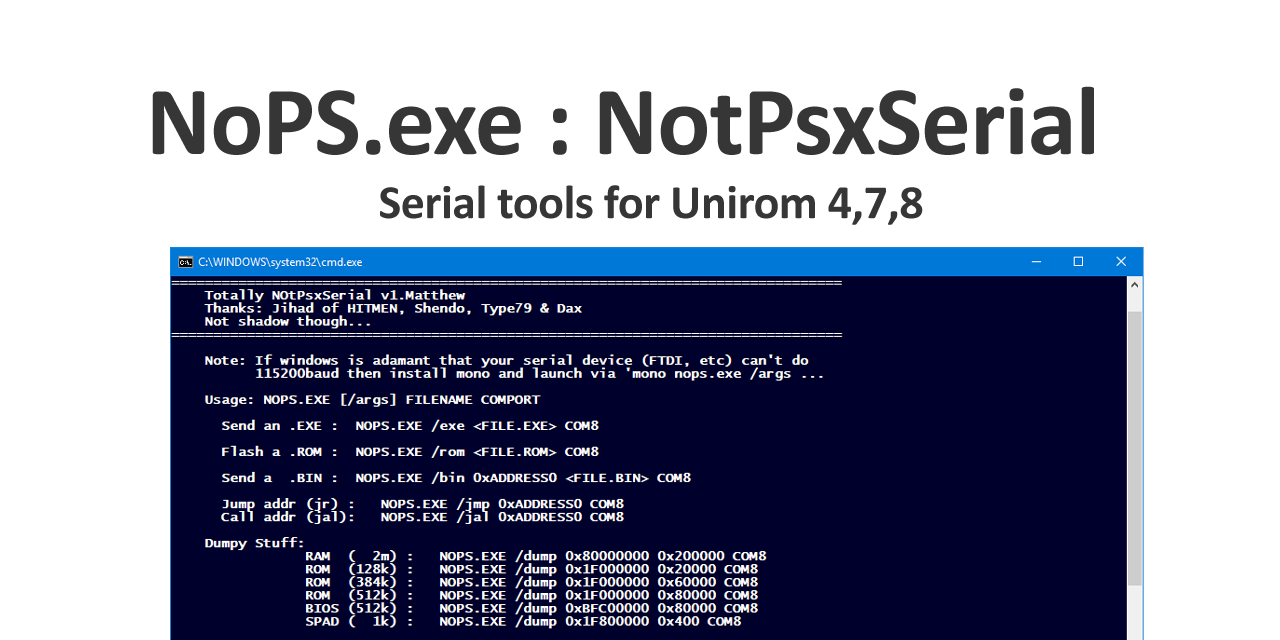 NoPS.exe : NotPsxSerial
Serial tools for Unirom 4,7,8
C:\WINDOWS\system32\cmd.exe
================================================================================
Totally NOtPsxSerial v1.Matthew
Thanks: Jihad of HITMEN, Shendo, Type79 & Dax
Not shadow though...
================================================================================
Note: If windows is adamant that your serial device (FTDI, etc) can't do
115200baud then install mono and launch via 'mono nops.exe /args ...
Usage: NOPS.EXE [/args] FILENAME COMPORT
Send an .EXE :  NOPS.EXE /exe <FILE.EXE> COM8
Flash a .ROM :  NOPS.EXE /rom <FILE.ROM> COM8
Send a  .BIN :  NOPS.EXE /bin 0xADDRESS0 <FILE.BIN> COM8
Jump addr (jr) :   NOPS.EXE /jmp 0xADDRESS0 COM8
Call addr (jal):   NOPS.EXE /jal 0xADDRESS0 COM8
Dumpy Stuff:
RAM  (  2m) :   NOPS.EXE /dump 0x80000000 0x200000 COM8
ROM  (128k) :   NOPS.EXE /dump 0x1F000000 0x20000 COM8
ROM  (384k) :   NOPS.EXE /dump 0x1F000000 0x60000 COM8
ROM  (512k) :   NOPS.EXE /dump 0x1F000000 0x80000 COM8
BIOS (512k) :   NOPS.EXE /dump 0xBFC00000 0x80000 COM8
SPAD (  1k) :   NOPS.EXE /dump 0x1F800000 0x400 COM8